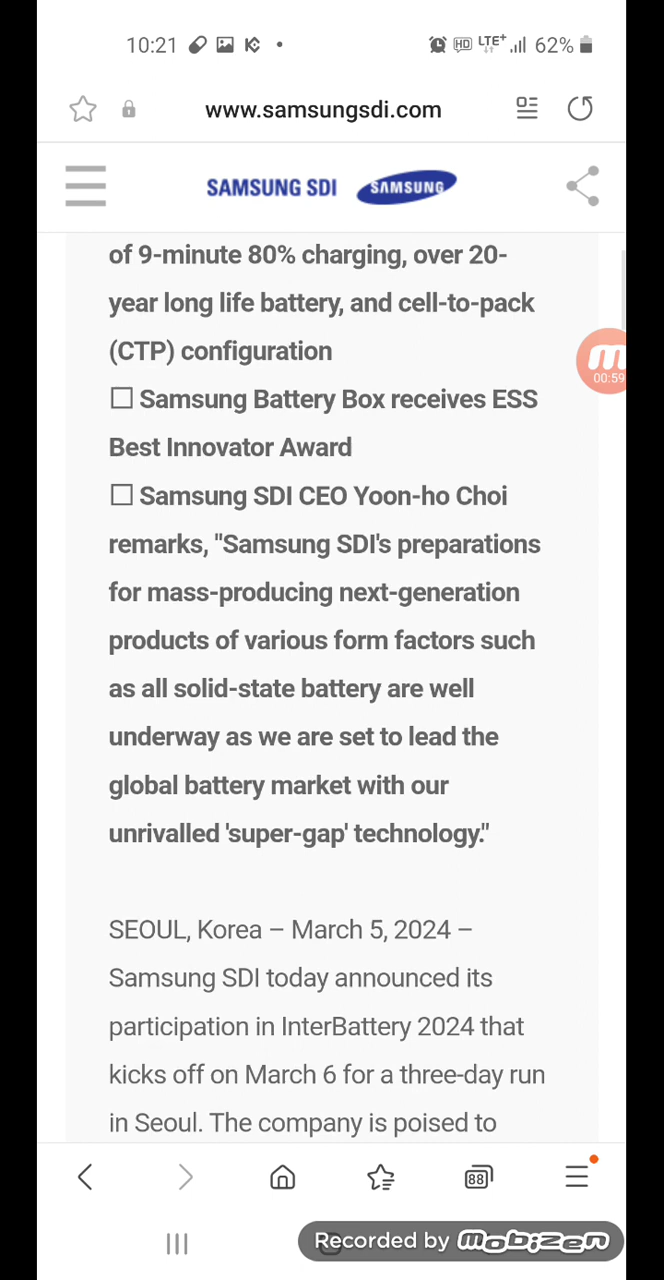 10:21
HD LTE+ 62%
www.samsungsdi.com
SAMSUNG SDI SAMSUNG
of 9-minute 80% charging, over 20-
year long life battery, and cell-to-pack
(CTP) configuration
00:59
□ Samsung Battery Box receives ESS
Best Innovator Award
□ Samsung SDI CEO Yoon-ho Choi
remarks, "Samsung SDI's preparations
for mass-producing next-generation
products of various form factors such
as all solid-state battery are well
underway as we are set to lead the
global battery market with our
unrivalled 'super-gap' technology."
SEOUL, Korea – March 5, 2024 –
Samsung SDI today announced its
participation in InterBattery 2024 that
kicks off on March 6 for a three-day run
in Seoul. The company is poised to
88
Recorded by mobizen